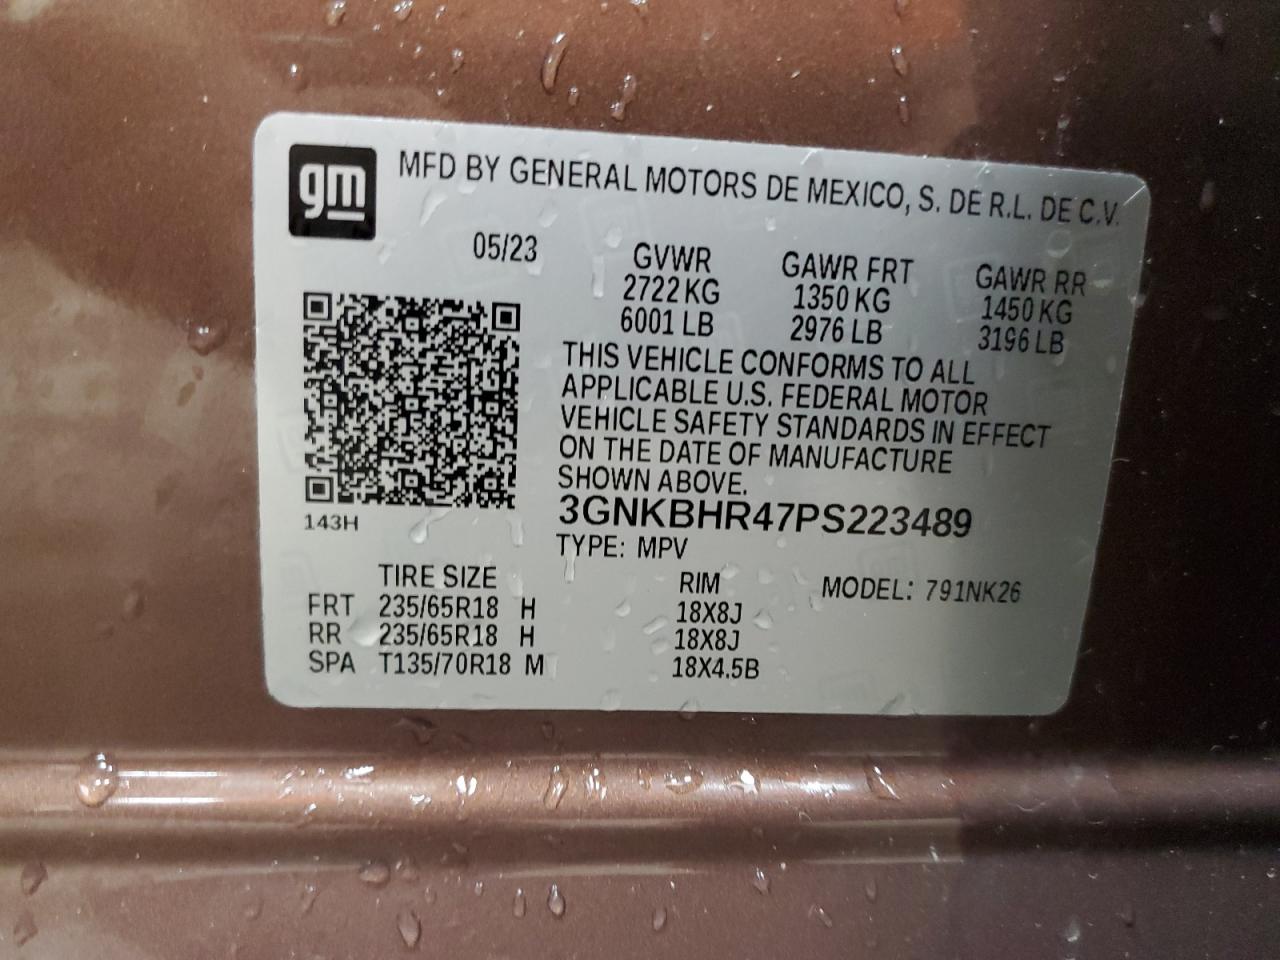 gm
MFD BY GENERAL MOTORS DE MEXICO, S. DE R.L. DE C.V.
05/23
GVWR GAWR FRT GAWR RR
2722 KG 1350 KG 1450 KG
6001 LB 2976 LB 3196 LB
THIS VEHICLE CONFORMS TO ALL
APPLICABLE U.S. FEDERAL MOTOR
VEHICLE SAFETY STANDARDS IN EFFECT
ON THE DATE OF MANUFACTURE
SHOWN ABOVE.
3GNKBHR47PS223489
143H
TYPE: MPV
TIRE SIZE RIM MODEL: 791NK26
FRT 235/65R18 H 18X8J
RR 235/65R18 H 18X8J
SPA T135/70R18 M 18X4.5B